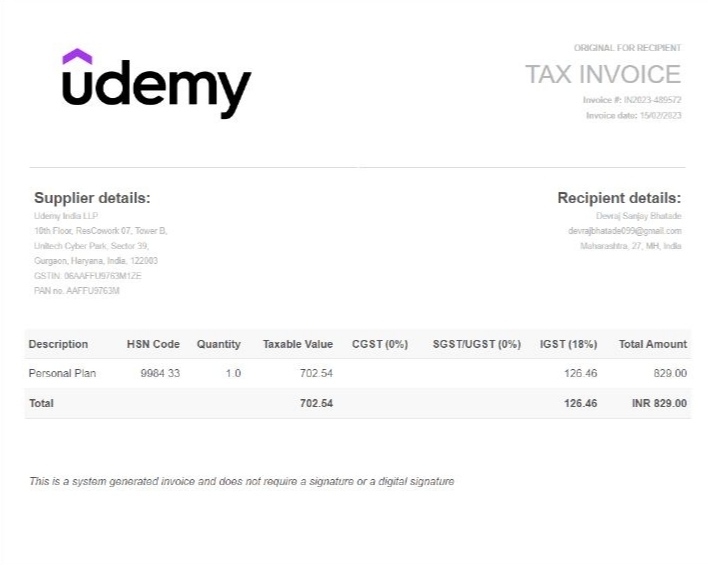 udemy
ORIGINAL FOR RECIPIENT
TAX INVOICE
Invoice #: IN2023-489572
Invoice date: 15/02/2023
Supplier details:
Udemy India LLP
10th Floor, ResCowork 07, Tower B,
Unitech Cyber Park, Sector 39,
Gurgaon, Haryana, India, 122003
GSTIN: 06AAFFU9763M1ZE
PAN no. AAFFU9763M
Recipient details:
Devraj Sanjay Bhatade
devrajbhatade099@gmail.com
Maharashtra, 27, MH, India
Description HSN Code Quantity Taxable Value CGST (0%) SGST/UGST (0%) IGST (18%) Total Amount
Personal Plan 9984 33 1.0 702.54 126.46 829.00
Total 702.54 126.46 INR 829.00
This is a system generated invoice and does not require a signature or a digital signature